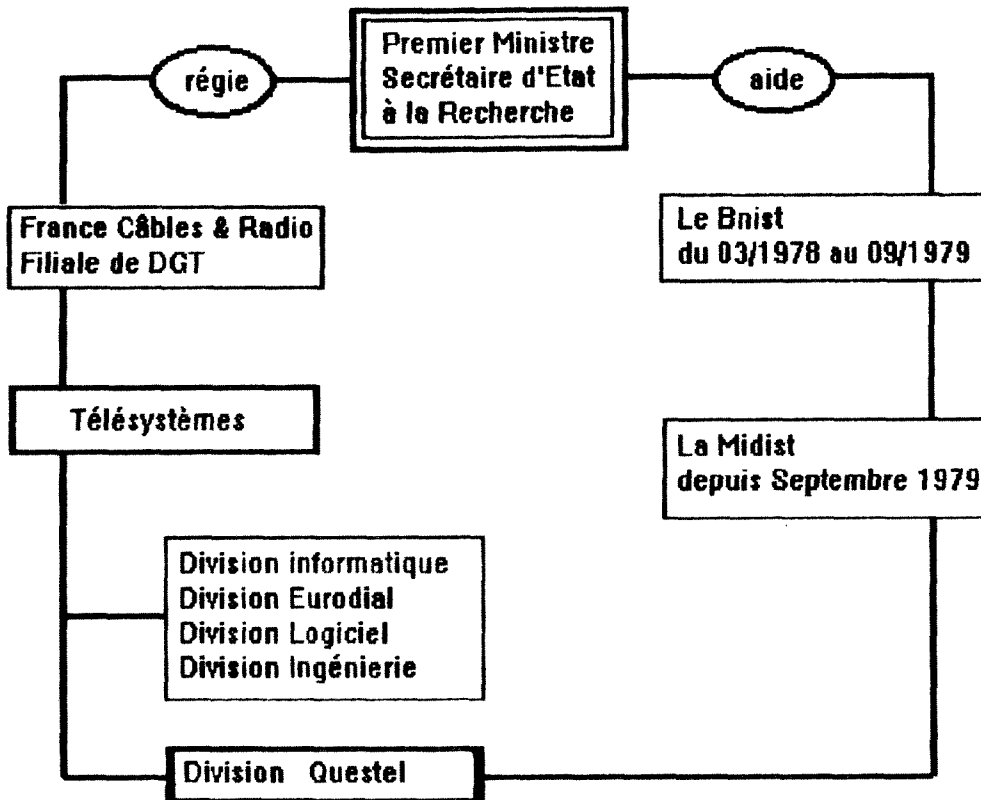 Premier Ministre
Secrétaire d'Etat
à la Recherche
régie
aide
France Câbles & Radio
Filiale de DGT
Le Bnist
du 03/1978 au 09/1979
Télésystèmes
La Midist
depuis Septembre 1979
Division informatique
Division Eurodial
Division Logiciel
Division Ingénierie
Division Questel